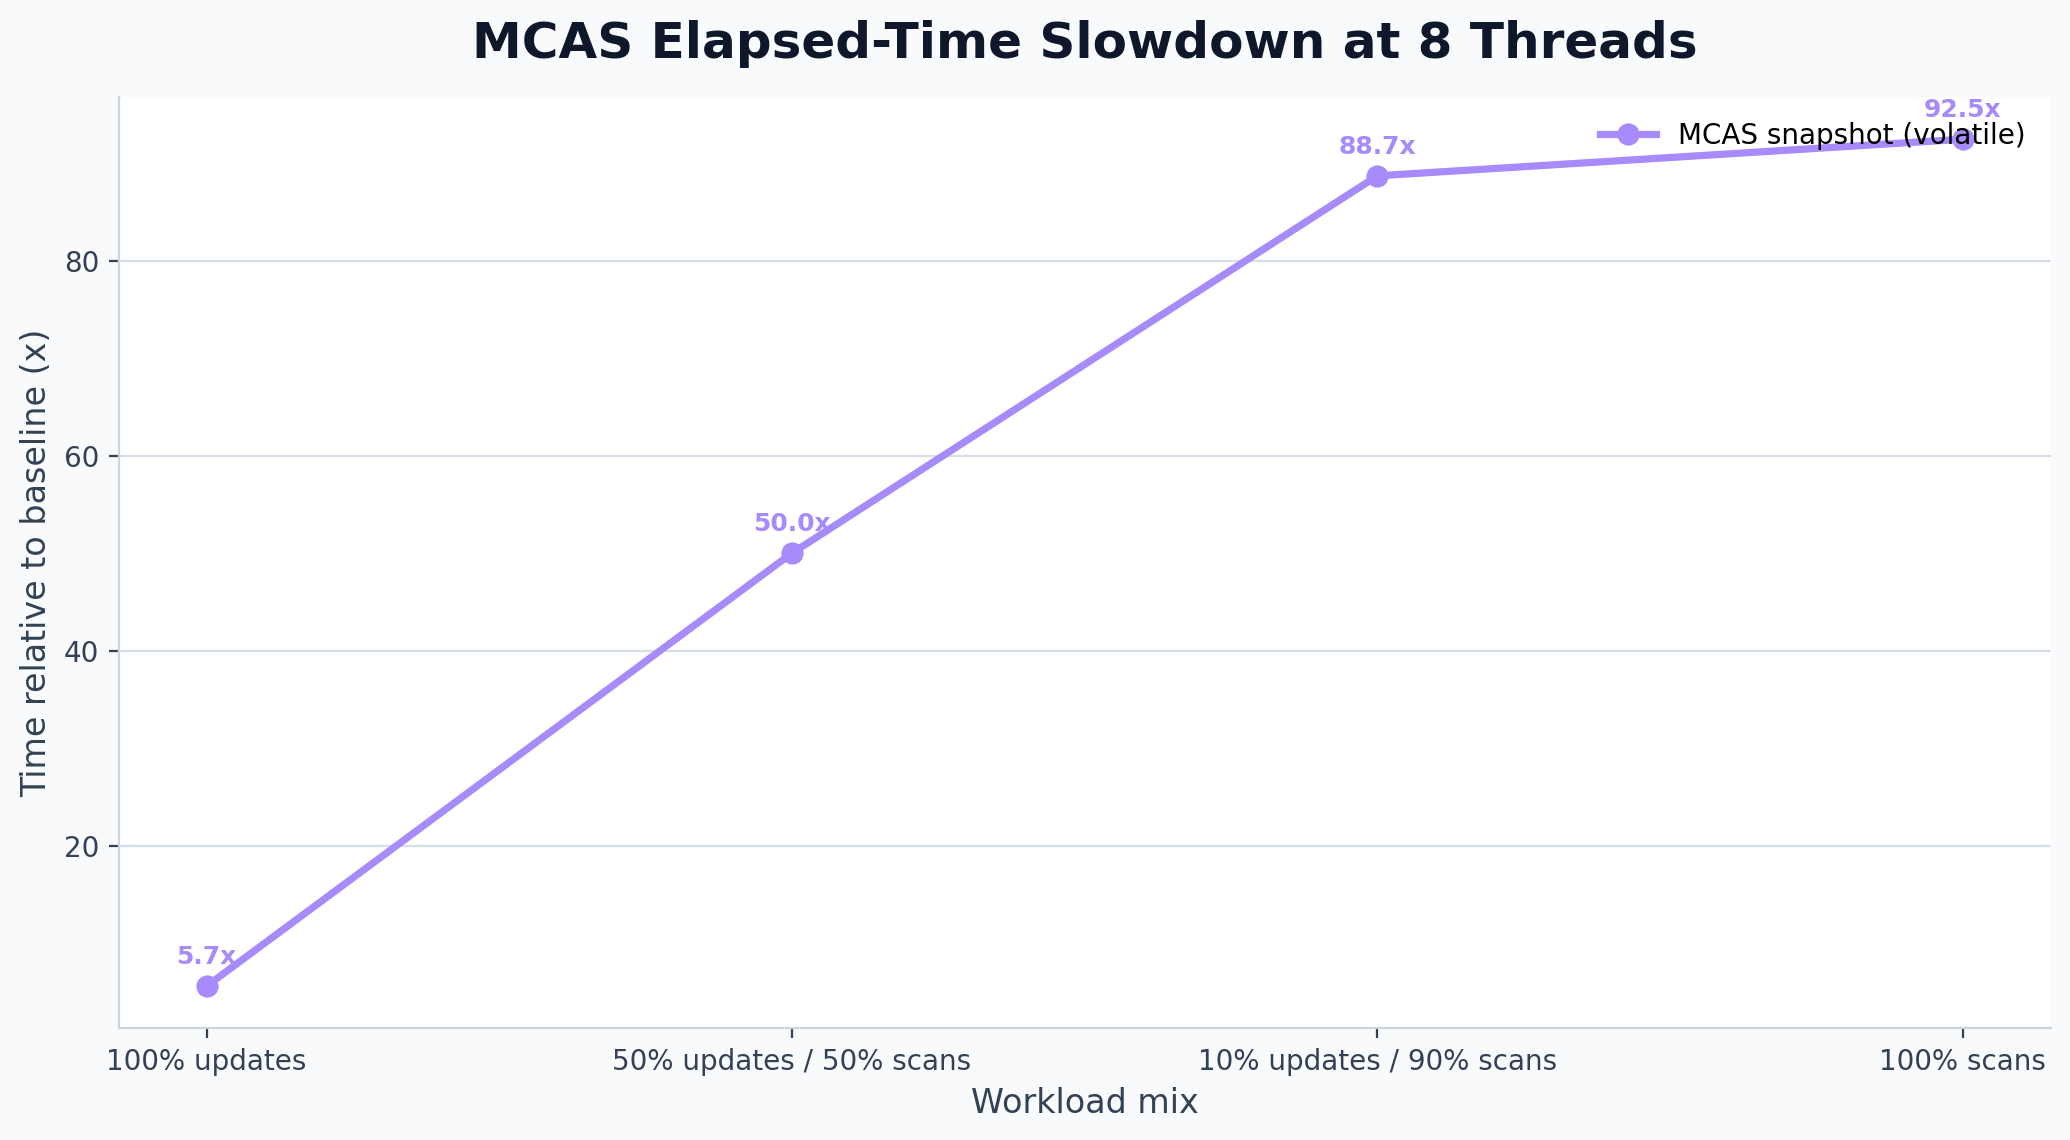 MCAS Elapsed-Time Slowdown at 8 Threads
92.5x
MCAS snapshot (volatile)
88.7x
80
60
50.0x
40
20
5.7x
Time relative to baseline (x)
100% updates
50% updates / 50% scans
10% updates / 90% scans
100% scans
Workload mix